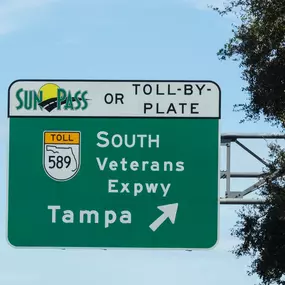 SUNPASS OR TOLL-BY-
PLATE
TOLL
589
SOUTH
Veterans
Expwy
Tampa